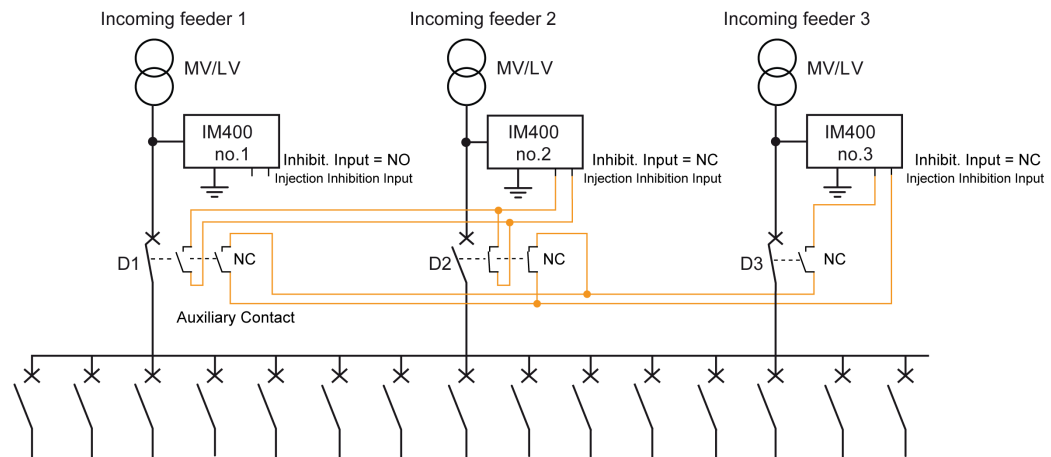 Incoming feeder 1
Incoming feeder 2
Incoming feeder 3
MV/LV
MV/LV
MV/LV
IM400
no.1
Inhibit. Input = NO
Injection Inhibition Input
IM400
no.2
Inhibit. Input = NC
Injection Inhibition Input
IM400
no.3
Inhibit. Input = NC
Injection Inhibition Input
D1
NC
D2
NC
D3
NC
Auxiliary Contact